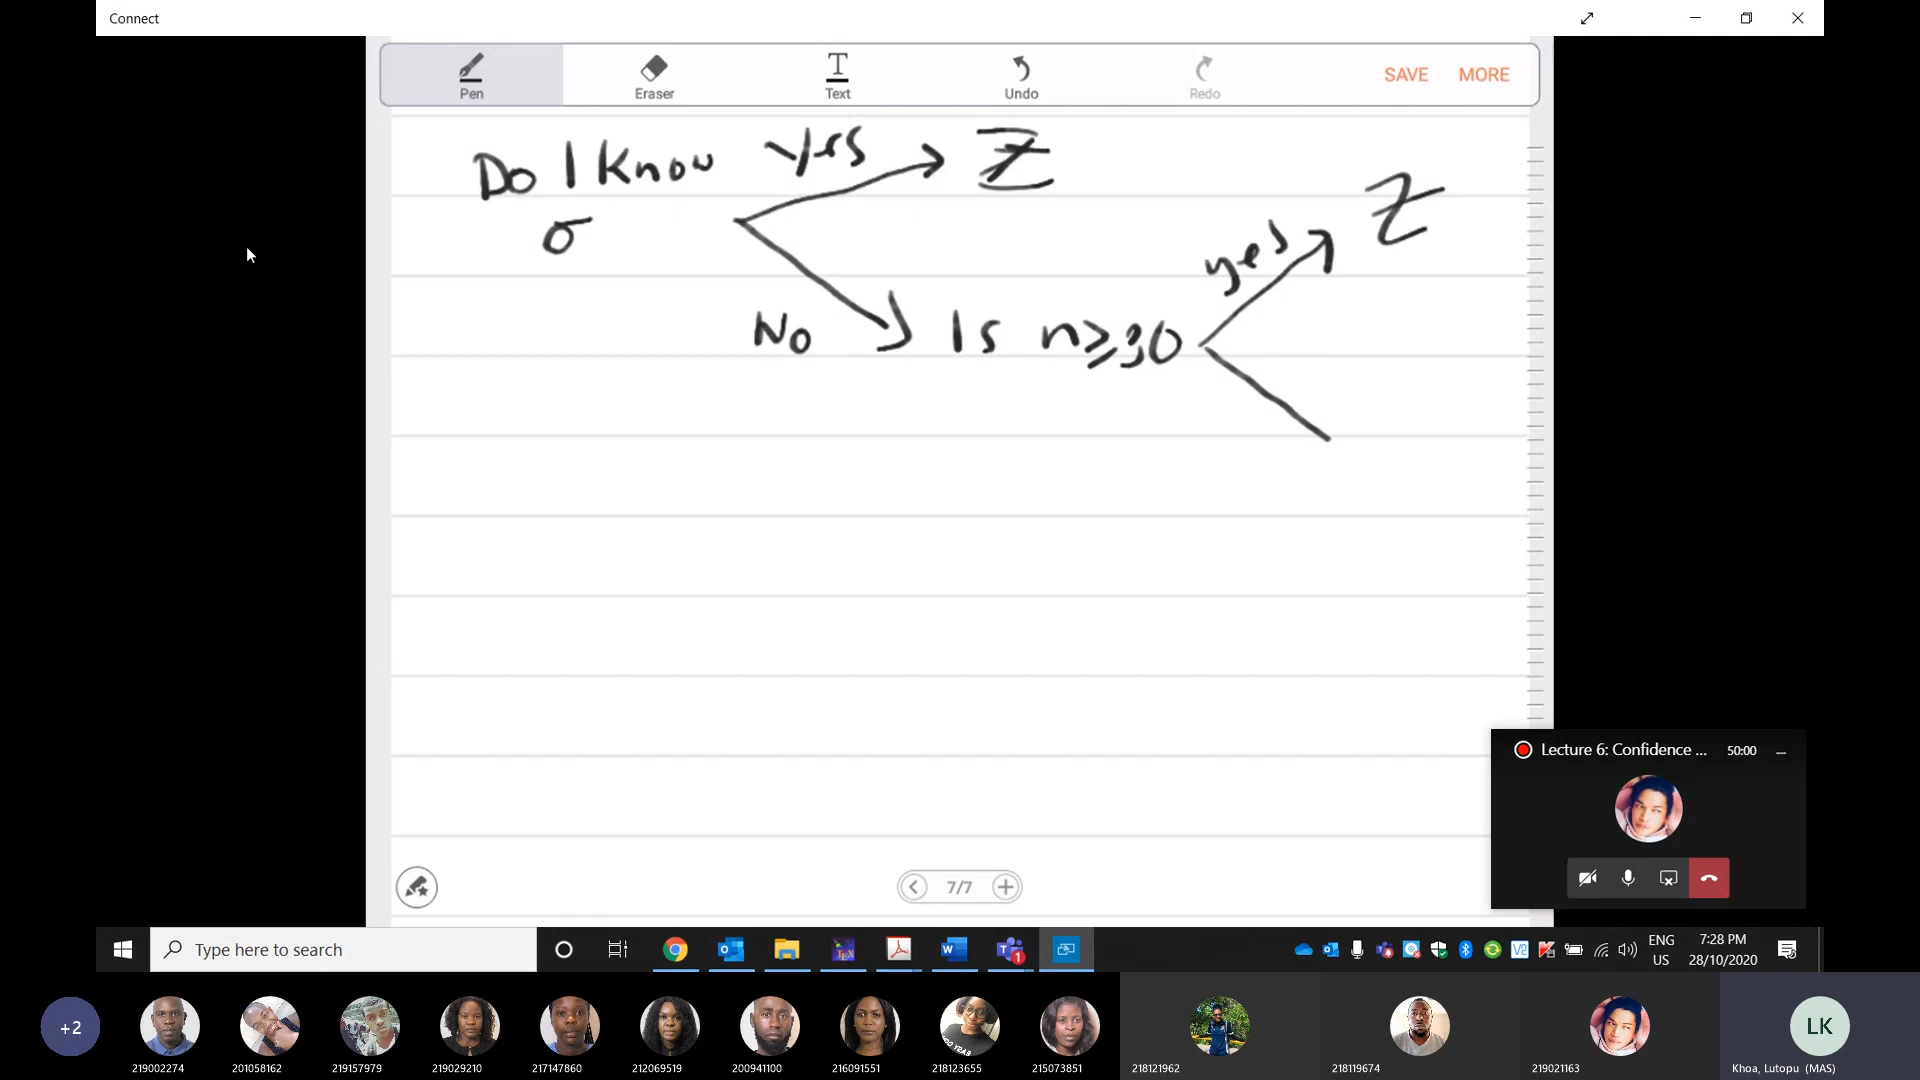 Connect
Pen
Eraser
Text
Undo
Redo
SAVE
MORE
Do I Know Yes Z
σ
Z
yes
No Is n≥30
Lecture 6: Confidence ... 50:00
7/7
Type here to search
1
ENG
US
7:28 PM
28/10/2020
+2
219002274
201058162
219157979
219029210
217147860
212069519
200941100
216091551
218123655
215073851
218121962
218119674
219021163
LK
Khoa, Lutopu (MAS)